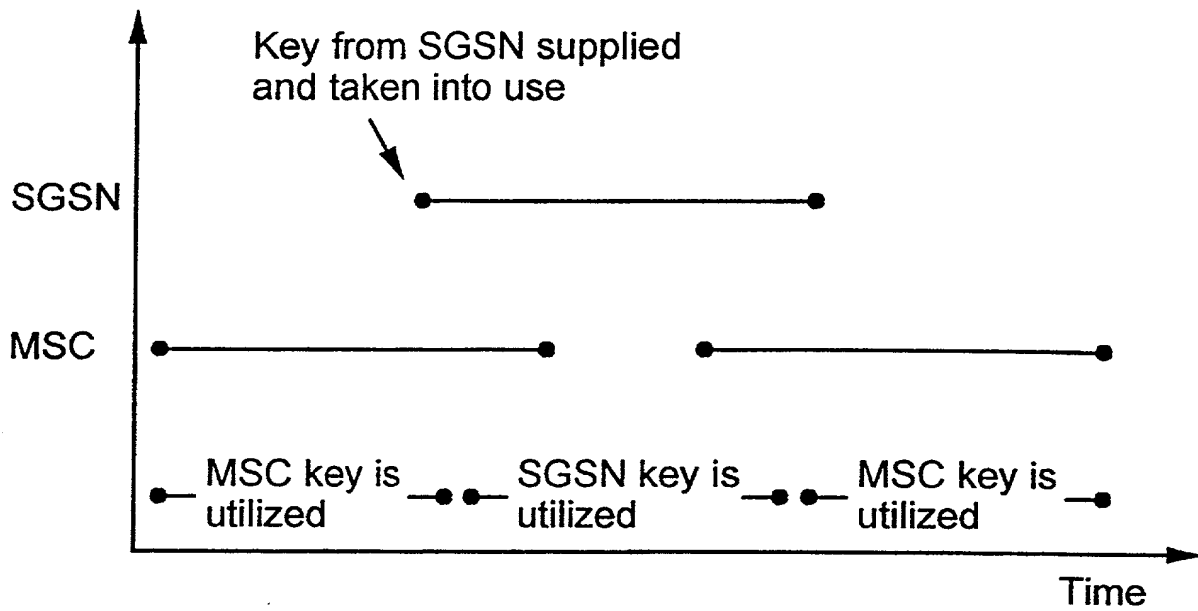 Key from SGSN supplied
and taken into use
SGSN
MSC
MSC key is
utilized
SGSN key is
utilized
MSC key is
utilized
Time